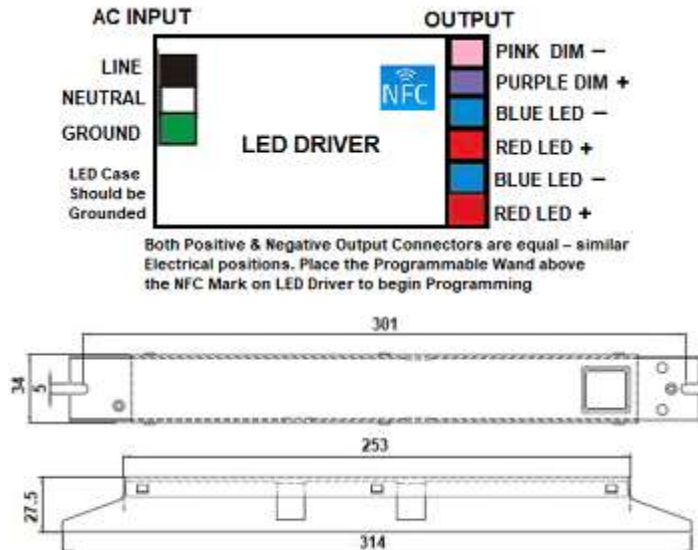 AC INPUT
OUTPUT
LINE
NEUTRAL
GROUND
LED Case
Should be
Grounded
NFC
LED DRIVER
PINK DIM −
PURPLE DIM +
BLUE LED −
RED LED +
BLUE LED −
RED LED +
Both Positive & Negative Output Connectors are equal – similar
Electrical positions. Place the Programmable Wand above
the NFC Mark on LED Driver to begin Programming
301
34
5
253
27.5
314